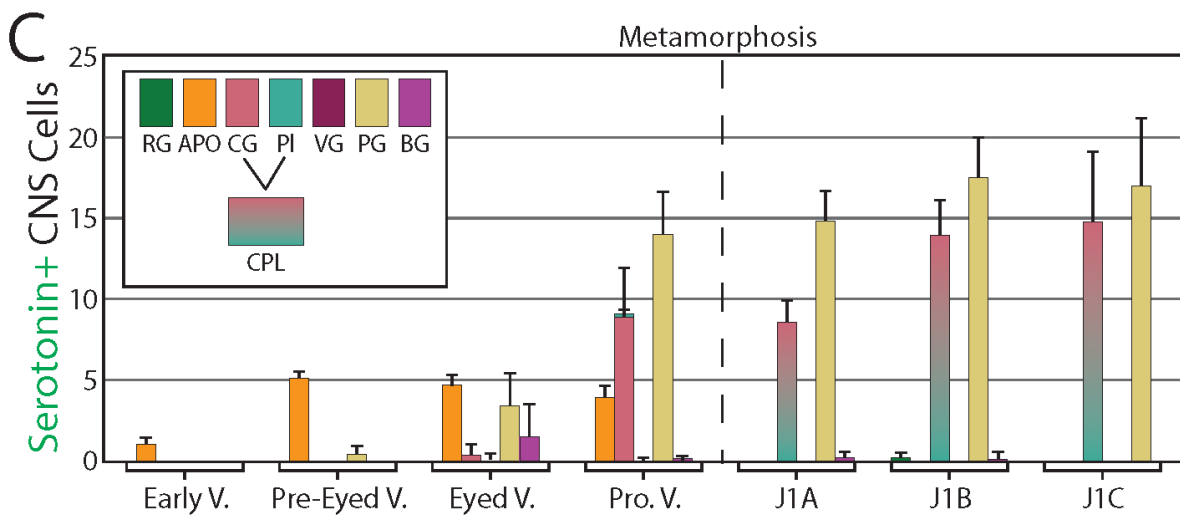 C
Metamorphosis
Serotonin+ CNS Cells
25
20
15
10
5
0
RG APO CG PI VG PG BG
CPL
Early V. Pre-Eyed V. Eyed V. Pro. V. J1A J1B J1C